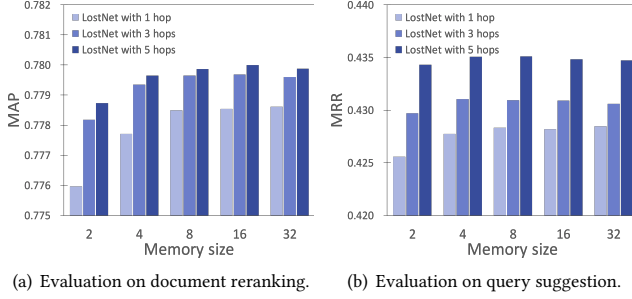 0.782
0.781
0.780
0.779
0.778
0.777
0.776
0.775
MAP
LostNet with 1 hop
LostNet with 3 hops
LostNet with 5 hops
2 4 8 16 32
Memory size
(a) Evaluation on document reranking.
0.440
0.435
0.430
0.425
0.420
MRR
LostNet with 1 hop
LostNet with 3 hops
LostNet with 5 hops
2 4 8 16 32
Memory size
(b) Evaluation on query suggestion.